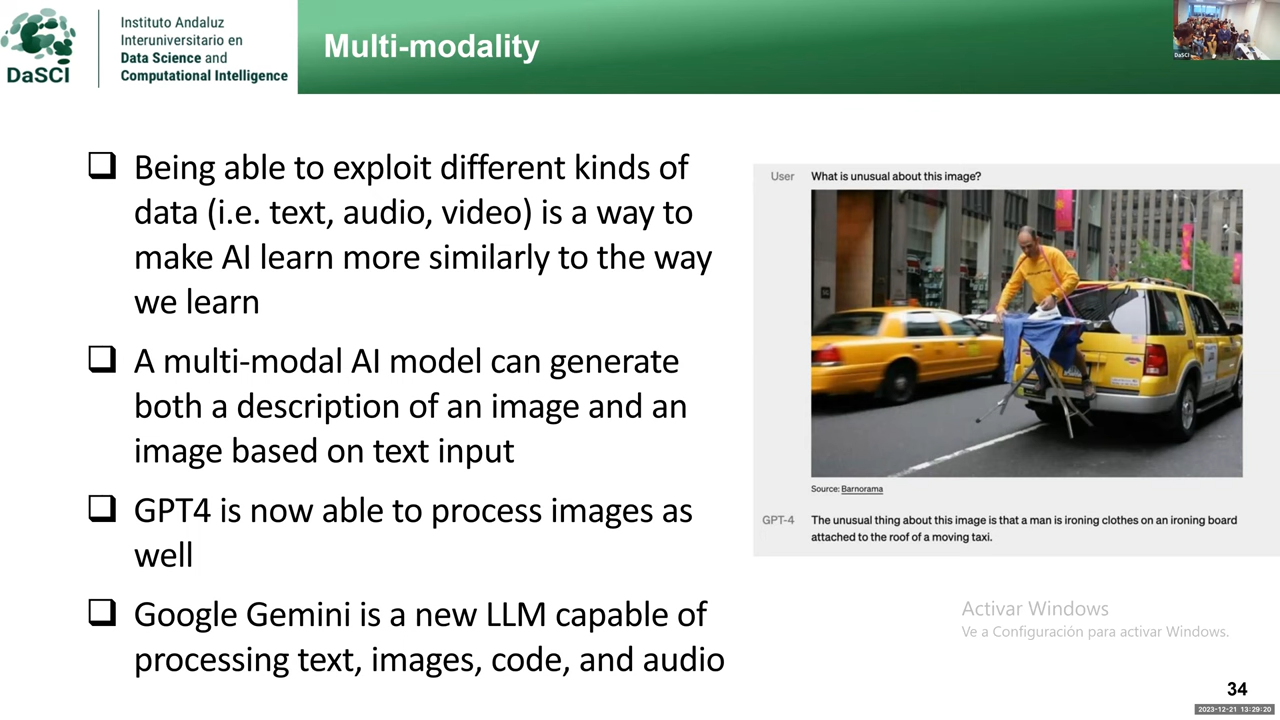 Instituto Andaluz
Interuniversitario en
Data Science and
Computational Intelligence
DaSCI
Multi-modality
DaSCI
Being able to exploit different kinds of
data (i.e. text, audio, video) is a way to
make AI learn more similarly to the way
we learn
A multi-modal AI model can generate
both a description of an image and an
image based on text input
GPT4 is now able to process images as
well
Google Gemini is a new LLM capable of
processing text, images, code, and audio
User What is unusual about this image?
Source: Barnorama
GPT-4 The unusual thing about this image is that a man is ironing clothes on an ironing board
attached to the roof of a moving taxi.
Activar Windows
Ve a Configuración para activar Windows.
34
2023-12-21 13:29:20